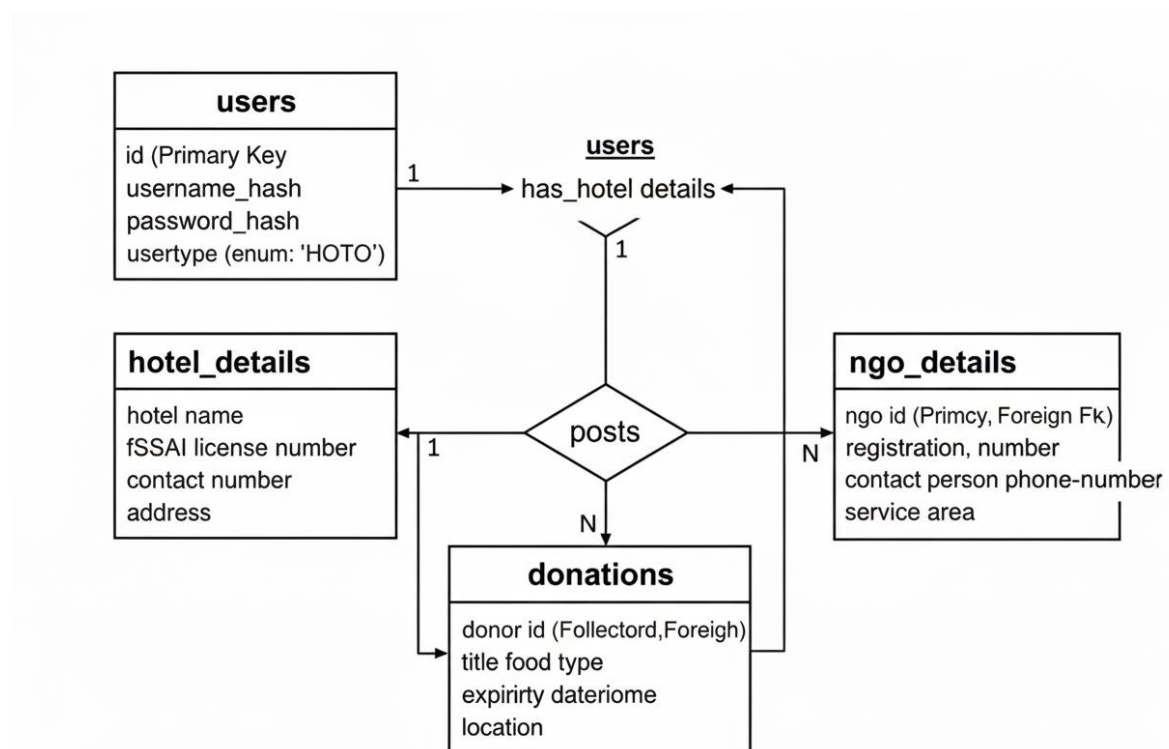 users
id (Primary Key
username_hash
password_hash
usertype (enum: 'HOTO')
users
has_hotel details
1
1
hotel_details
hotel name
fSSAI license number
contact number
address
posts
1
N
N
ngo_details
ngo id (Primcy, Foreign Fk)
registration, number
contact person phone-number
service area
donations
donor id (Follectord,Foreigh)
title food type
expirirty dateriome
location